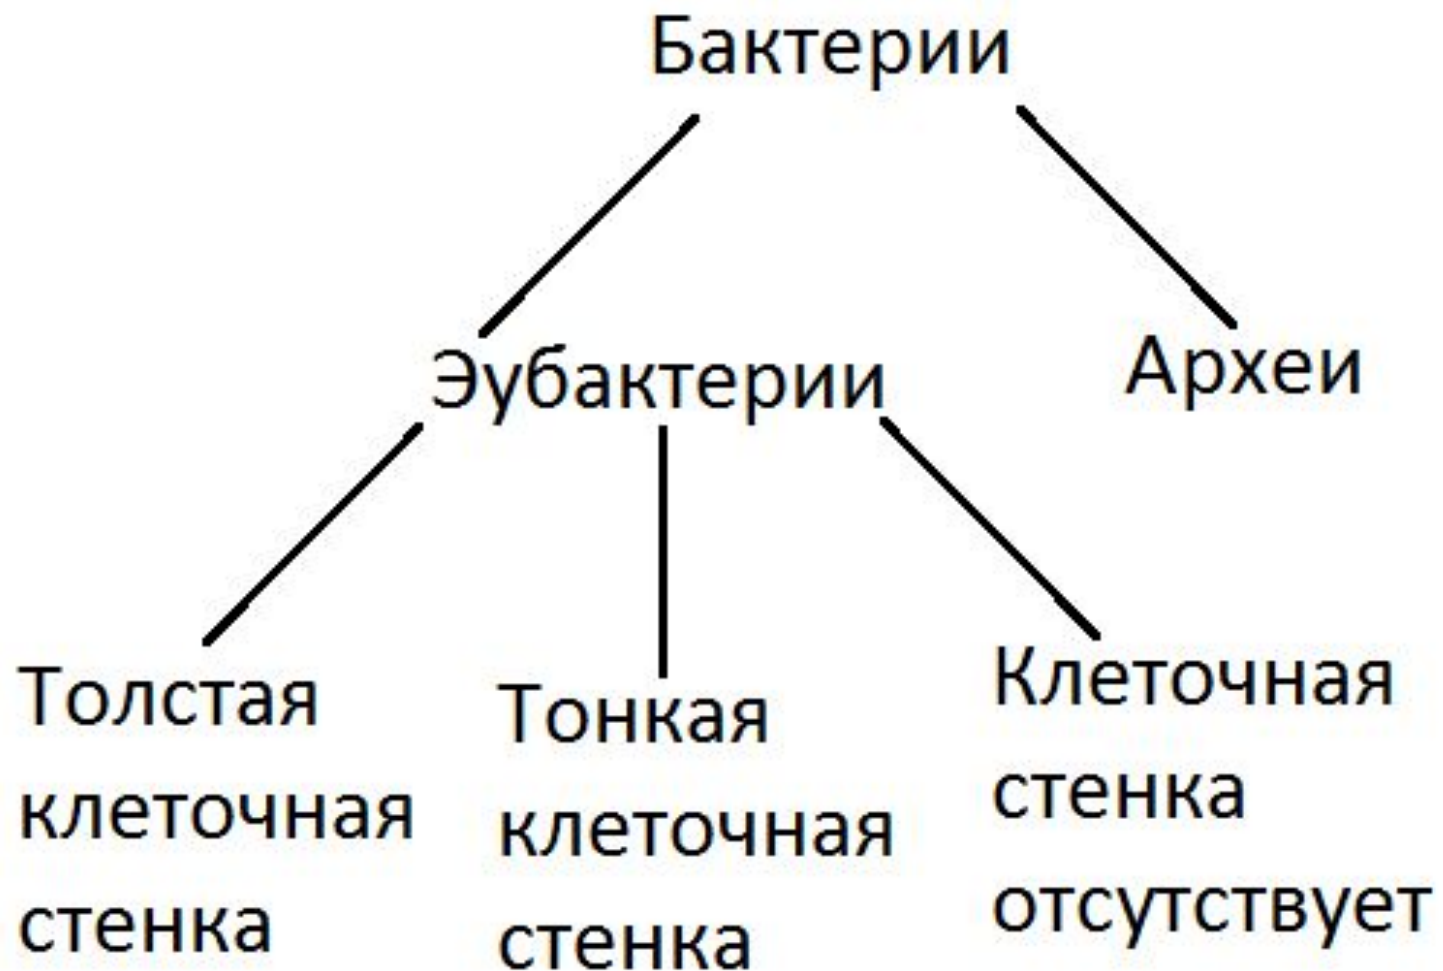 Бактерии
Эубактерии
Археи
Толстая
клеточная
стенка
Тонкая
клеточная
стенка
Клеточная
стенка
отсутствует